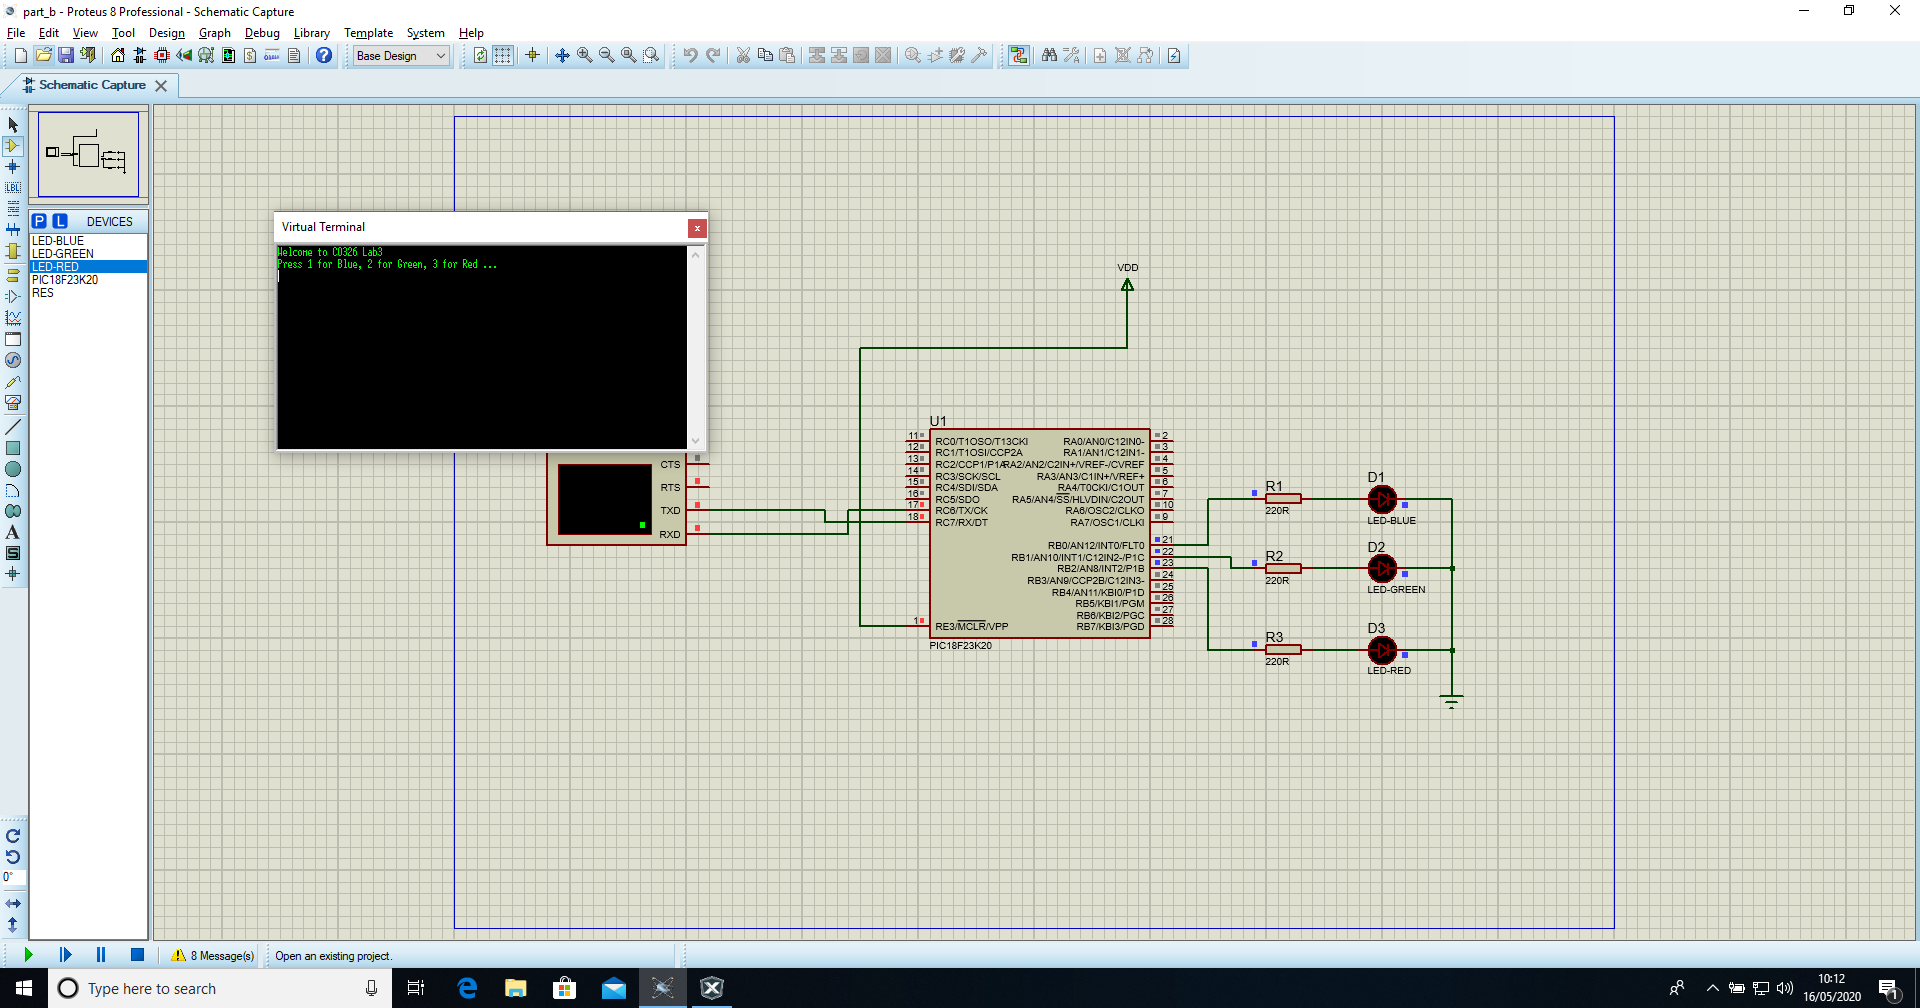 part_b - Proteus 8 Professional - Schematic Capture
File Edit View Tool Design Graph Debug Library Template System Help
Base Design
Schematic Capture
P L DEVICES
LED-BLUE
LED-GREEN
LED-RED
PIC18F23K20
RES
LBL
A
S
0°
Virtual Terminal
Welcome to CO326 Lab3
Press 1 for Blue, 2 for Green, 3 for Red ...
CTS
RTS
TXD
RXD
VDD
U1
11 RC0/T1OSO/T13CKI RA0/AN0/C12IN0- 2
12 RC1/T1OSI/CCP2A RA1/AN1/C12IN1- 3
13 RC2/CCP1/P1A RA2/AN2/C2IN+/VREF-/CVREF 4
14 RC3/SCK/SCL RA3/AN3/C1IN+/VREF+ 5
15 RC4/SDI/SDA RA4/T0CKI/C1OUT 6
16 RC5/SDO RA5/AN4/SS/HLVDIN/C2OUT 7
17 RC6/TX/CK RA6/OSC2/CLKO 10
18 RC7/RX/DT RA7/OSC1/CLKI 9
RB0/AN12/INT0/FLT0 21
RB1/AN10/INT1/C12IN2-/P1C 22
RB2/AN8/INT2/P1B 23
RB3/AN9/CCP2B/C12IN3- 24
RB4/AN11/KBI0/P1D 25
RB5/KBI1/PGM 26
RB6/KBI2/PGC 27
1 RE3/MCLR/VPP RB7/KBI3/PGD 28
PIC18F23K20
R1
220R
D1
LED-BLUE
R2
220R
D2
LED-GREEN
R3
220R
D3
LED-RED
8 Message(s)
Open an existing project.
Type here to search
10:12
16/05/2020
1